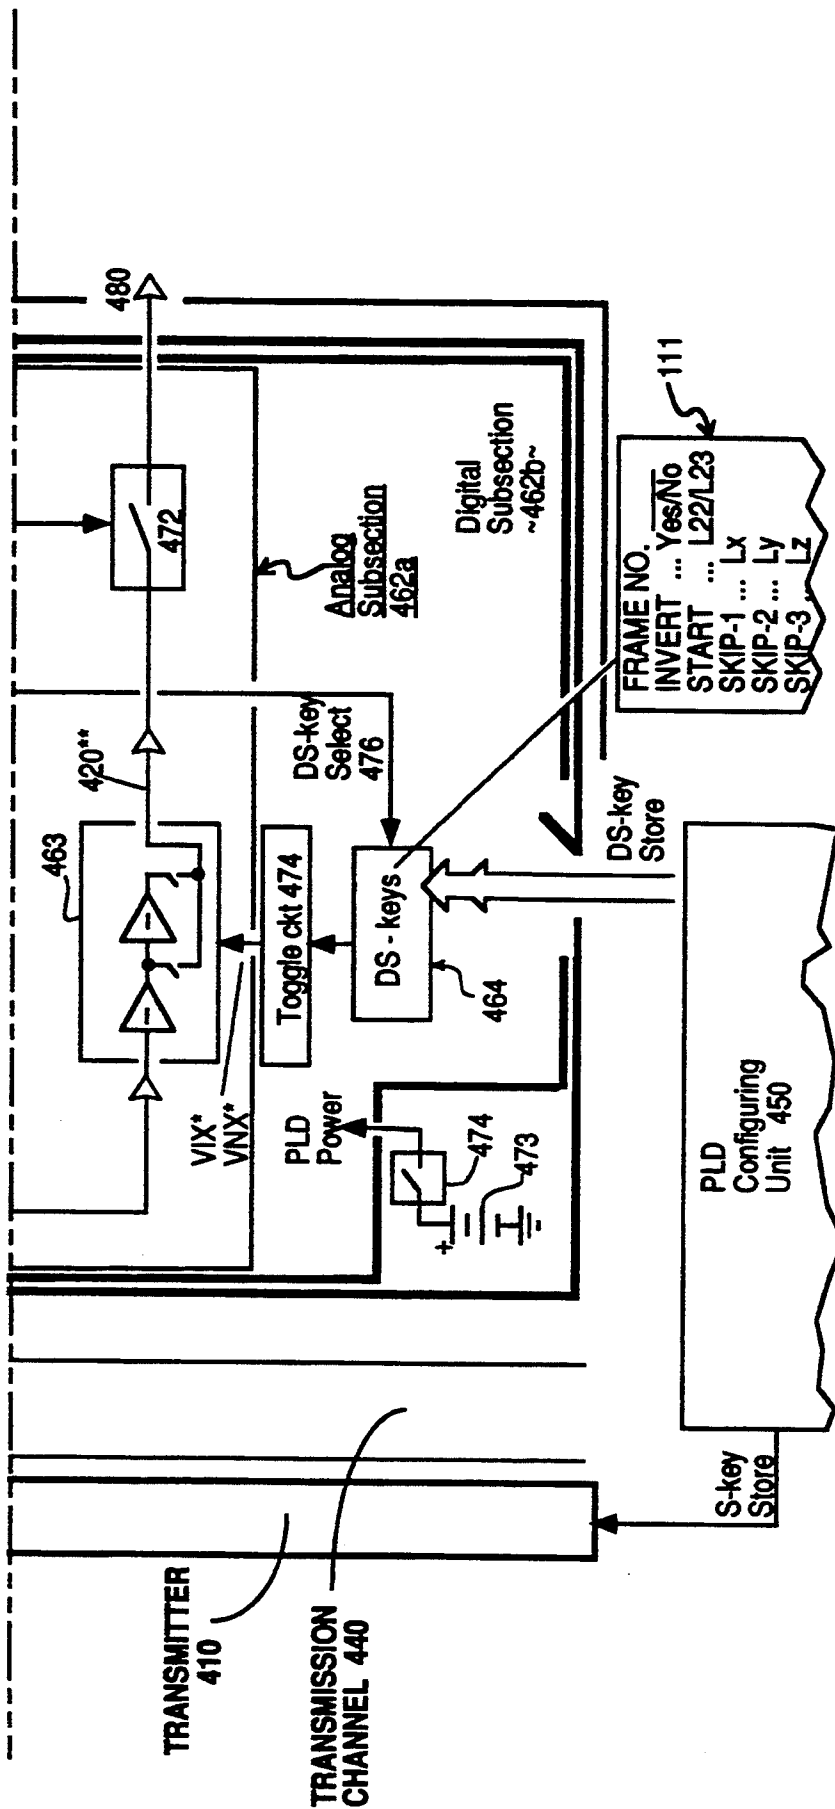 TRANSMITTER
410
TRANSMISSION
CHANNEL 440
S-key
Store
PLD
Configuring
Unit 450
VIX*
VNX*
PLD
Power
474
473
+
463
420**
Toggle ckt 474
DS - keys
464
DS-key
Select
476
DS-key
Store
472
480
Analog
Subsection
462a
Digital
Subsection
~462b~
FRAME NO.
INVERT ... Yes/No
START ... L22/L23
SKIP-1 ... Lx
SKIP-2 ... Ly
SKIP-3 ... Lz
111